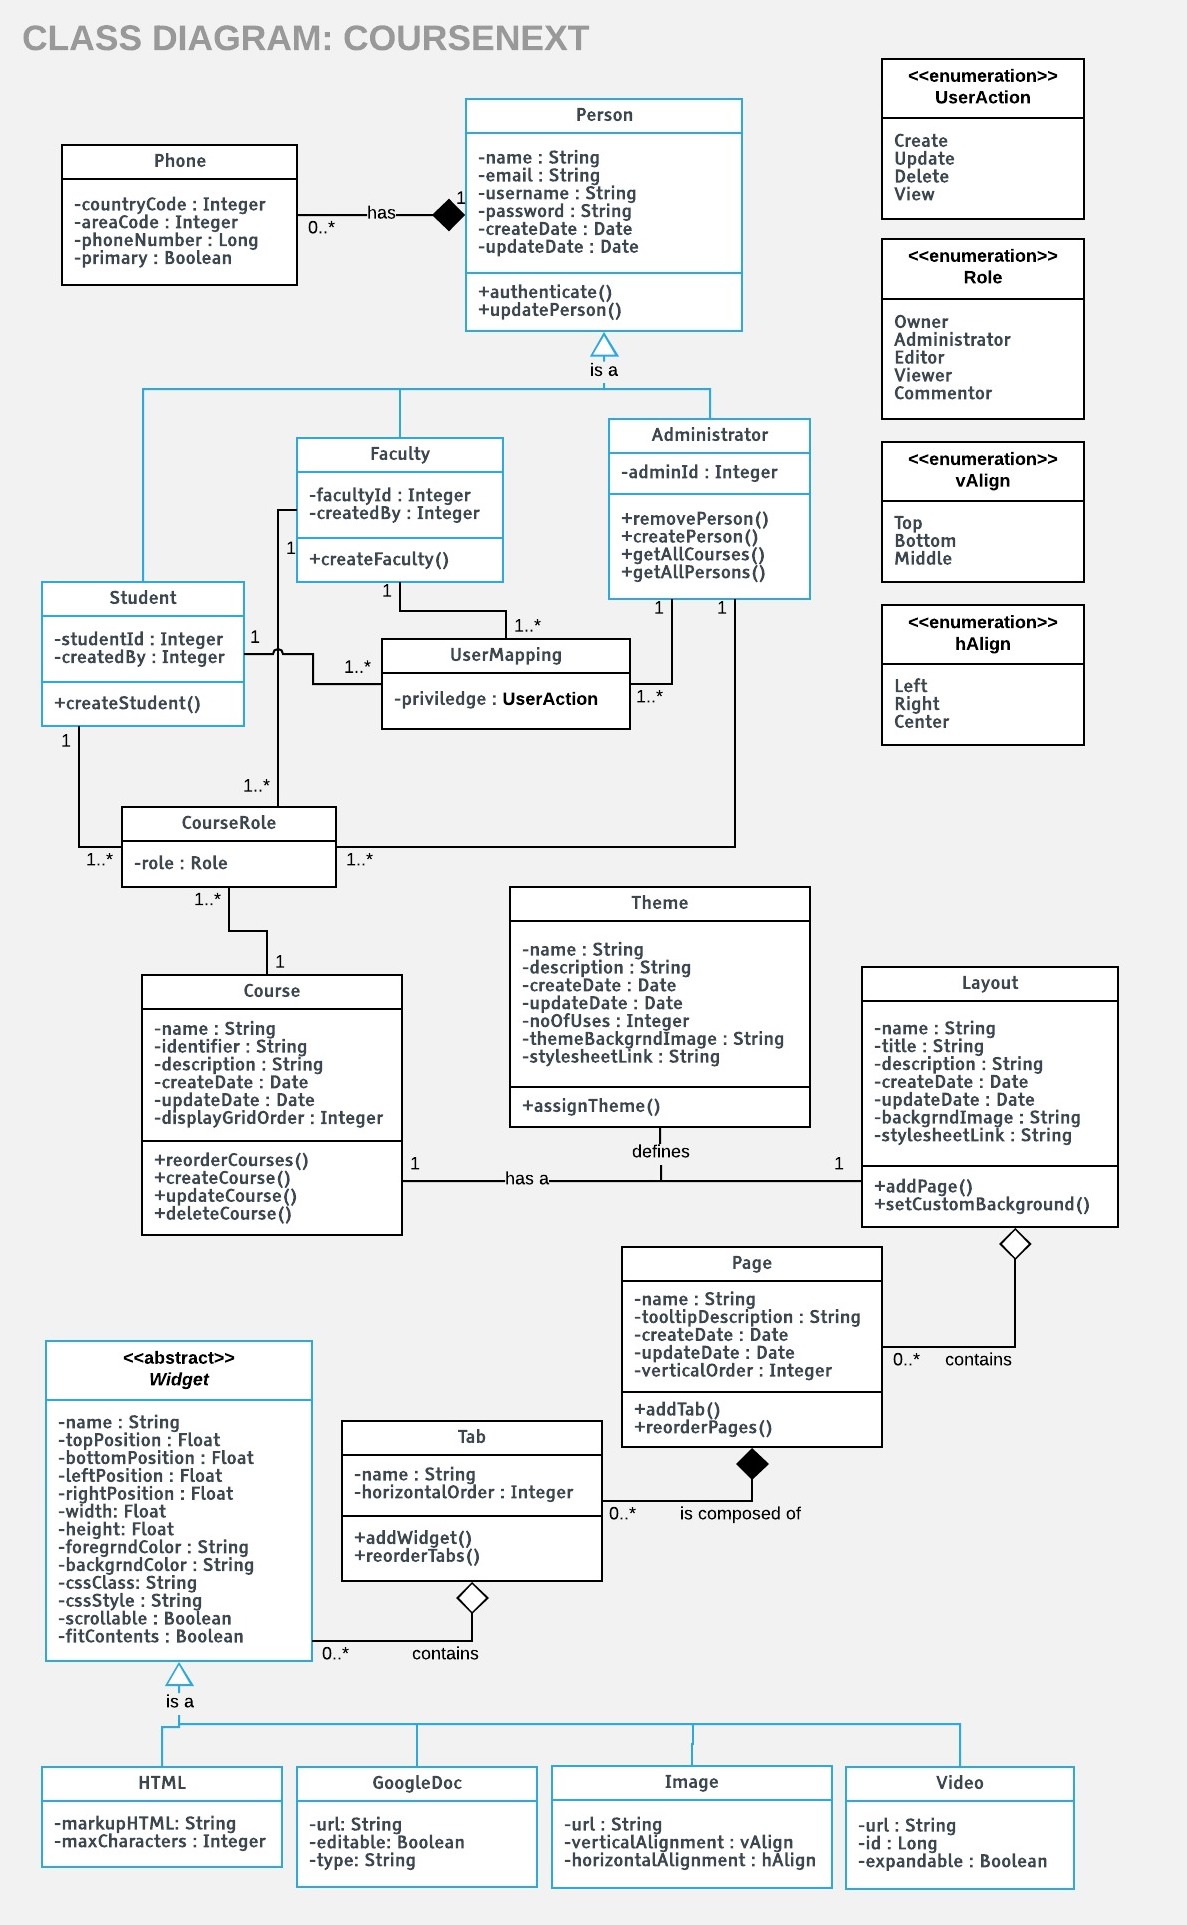 CLASS DIAGRAM: COURSENEXT
<<enumeration>>
UserAction
Create
Update
Delete
View
Person
-name : String
-email : String
-username : String
-password : String
-createDate : Date
-updateDate : Date
+authenticate()
+updatePerson()
Phone
-countryCode : Integer
-areaCode : Integer
-phoneNumber : Long
-primary : Boolean
has
1
0..*
<<enumeration>>
Role
Owner
Administrator
Editor
Viewer
Commentor
is a
Faculty
-facultyId : Integer
-createdBy : Integer
+createFaculty()
Administrator
-adminId : Integer
+removePerson()
+createPerson()
+getAllCourses()
+getAllPersons()
<<enumeration>>
vAlign
Top
Bottom
Middle
1
1
1
1
Student
-studentId : Integer
-createdBy : Integer
+createStudent()
1
1..*
1..*
UserMapping
-priviledge : UserAction
1..*
<<enumeration>>
hAlign
Left
Right
Center
1
1..*
CourseRole
-role : Role
1..*
1..*
1..*
1
Course
-name : String
-identifier : String
-description : String
-createDate : Date
-updateDate : Date
-displayGridOrder : Integer
+reorderCourses()
+createCourse()
+updateCourse()
+deleteCourse()
Theme
-name : String
-description : String
-createDate : Date
-updateDate : Date
-noOfUses : Integer
-themeBackgrndImage : String
-stylesheetLink : String
+assignTheme()
Layout
-name : String
-title : String
-description : String
-createDate : Date
-updateDate : Date
-backgrndImage : String
-stylesheetLink : String
+addPage()
+setCustomBackground()
defines
1
has a
1
Page
-name : String
-tooltipDescription : String
-createDate : Date
-updateDate : Date
-verticalOrder : Integer
+addTab()
+reorderPages()
0..*
contains
<<abstract>>
Widget
-name : String
-topPosition : Float
-bottomPosition : Float
-leftPosition : Float
-rightPosition : Float
-width: Float
-height: Float
-foregrndColor : String
-backgrndColor : String
-cssClass: String
-cssStyle : String
-scrollable : Boolean
-fitContents : Boolean
Tab
-name : String
-horizontalOrder : Integer
+addWidget()
+reorderTabs()
0..*
is composed of
0..*
contains
is a
HTML
-markupHTML: String
-maxCharacters : Integer
GoogleDoc
-url: String
-editable: Boolean
-type: String
Image
-url : String
-verticalAlignment : vAlign
-horizontalAlignment : hAlign
Video
-url : String
-id : Long
-expandable : Boolean